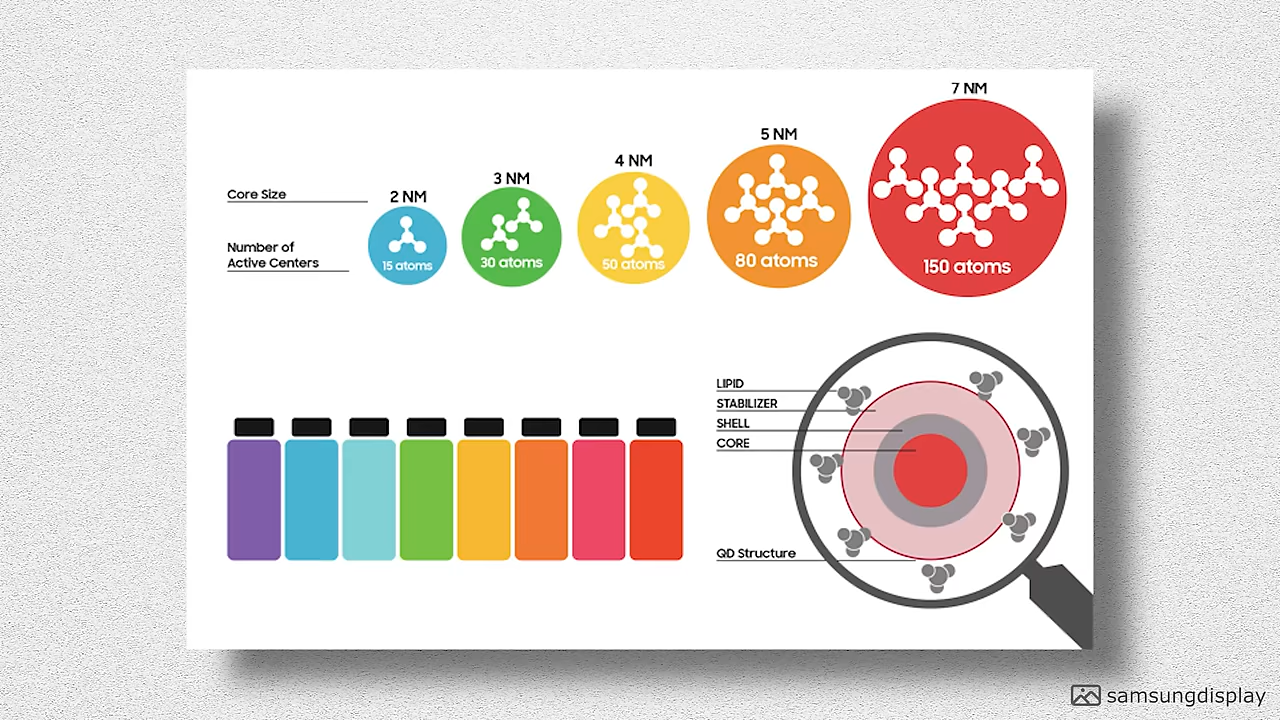 7 NM
5 NM
4 NM
3 NM
2 NM
Core Size
Number of
Active Centers
15 atoms
30 atoms
50 atoms
80 atoms
150 atoms
LIPID
STABILIZER
SHELL
CORE
QD Structure
samsungdisplay